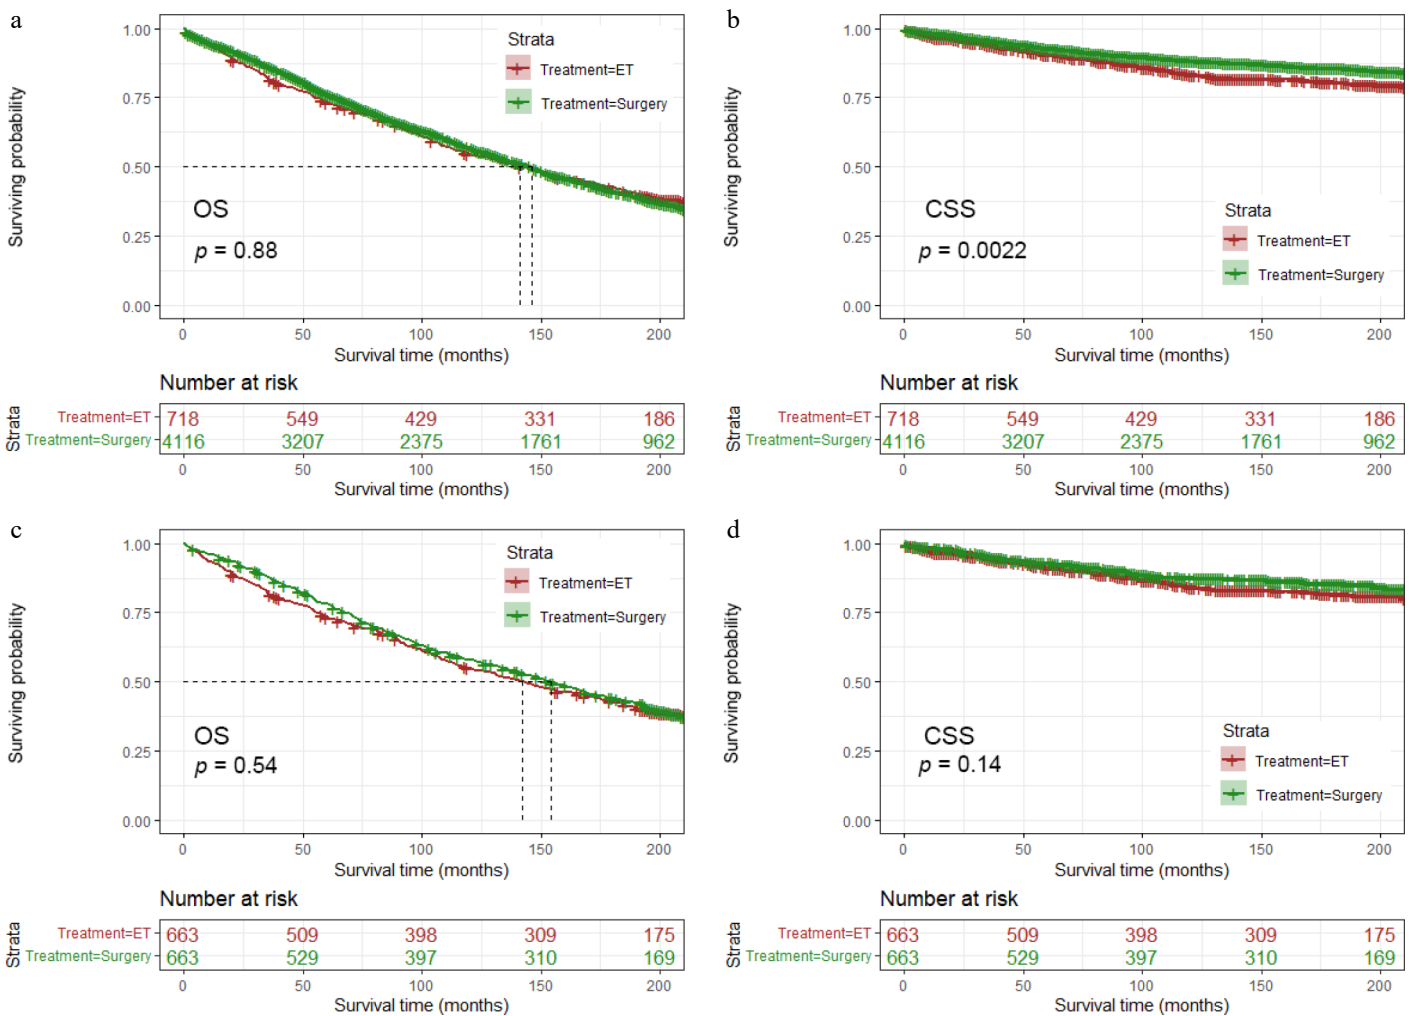 a
Surviving probability
1.00
0.75
0.50
0.25
0.00
Strata
Treatment=ET
Treatment=Surgery
OS
p = 0.88
0 50 100 150 200
Survival time (months)
Number at risk
Strata
Treatment=ET 718 549 429 331 186
Treatment=Surgery 4116 3207 2375 1761 962
0 50 100 150 200
Survival time (months)
b
Surviving probability
1.00
0.75
0.50
0.25
0.00
CSS
p = 0.0022
Strata
Treatment=ET
Treatment=Surgery
0 50 100 150 200
Survival time (months)
Number at risk
Strata
Treatment=ET 718 549 429 331 186
Treatment=Surgery 4116 3207 2375 1761 962
0 50 100 150 200
Survival time (months)
c
Surviving probability
1.00
0.75
0.50
0.25
0.00
Strata
Treatment=ET
Treatment=Surgery
OS
p = 0.54
0 50 100 150 200
Survival time (months)
Number at risk
Strata
Treatment=ET 663 509 398 309 175
Treatment=Surgery 663 529 397 310 169
0 50 100 150 200
Survival time (months)
d
Surviving probability
1.00
0.75
0.50
0.25
0.00
CSS
p = 0.14
Strata
Treatment=ET
Treatment=Surgery
0 50 100 150 200
Survival time (months)
Number at risk
Strata
Treatment=ET 663 509 398 309 175
Treatment=Surgery 663 529 397 310 169
0 50 100 150 200
Survival time (months)